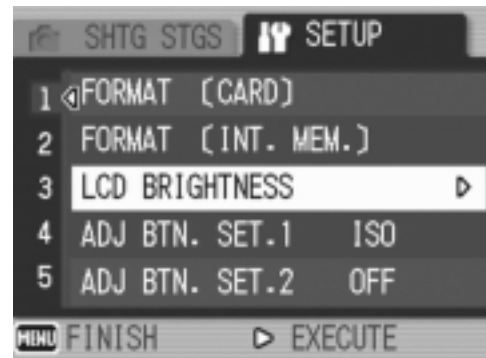 SHTG STGS SETUP
1 FORMAT [CARD]
2 FORMAT [INT. MEM.]
3 LCD BRIGHTNESS
4 ADJ BTN. SET.1 ISO
5 ADJ BTN. SET.2 OFF
MENU FINISH EXECUTE